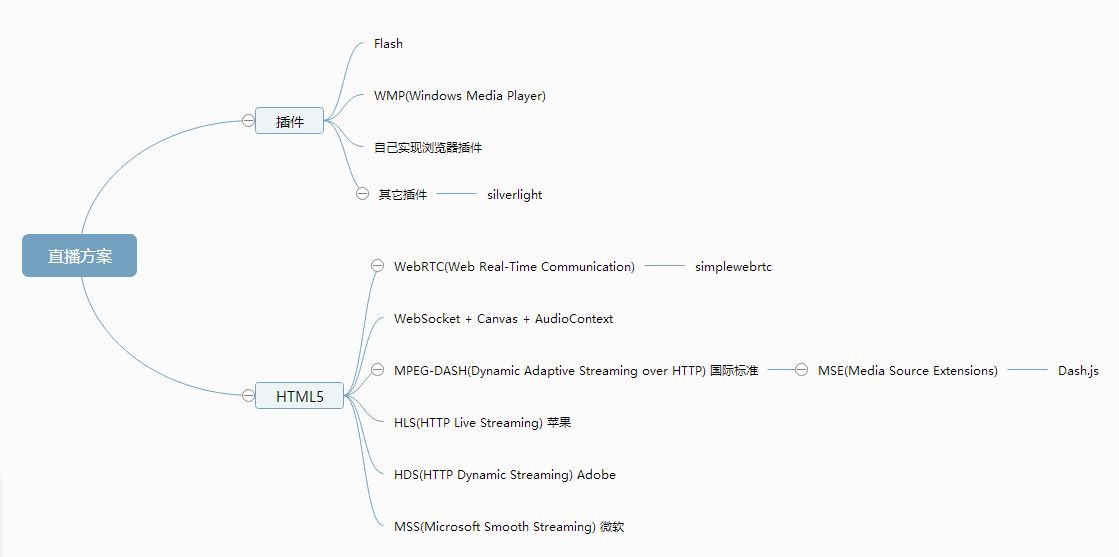 直播方案
插件
Flash
WMP(Windows Media Player)
自己实现浏览器插件
其它插件
silverlight
HTML5
WebRTC(Web Real-Time Communication)
simplewebrtc
WebSocket + Canvas + AudioContext
MPEG-DASH(Dynamic Adaptive Streaming over HTTP) 国际标准
MSE(Media Source Extensions)
Dash.js
HLS(HTTP Live Streaming) 苹果
HDS(HTTP Dynamic Streaming) Adobe
MSS(Microsoft Smooth Streaming) 微软